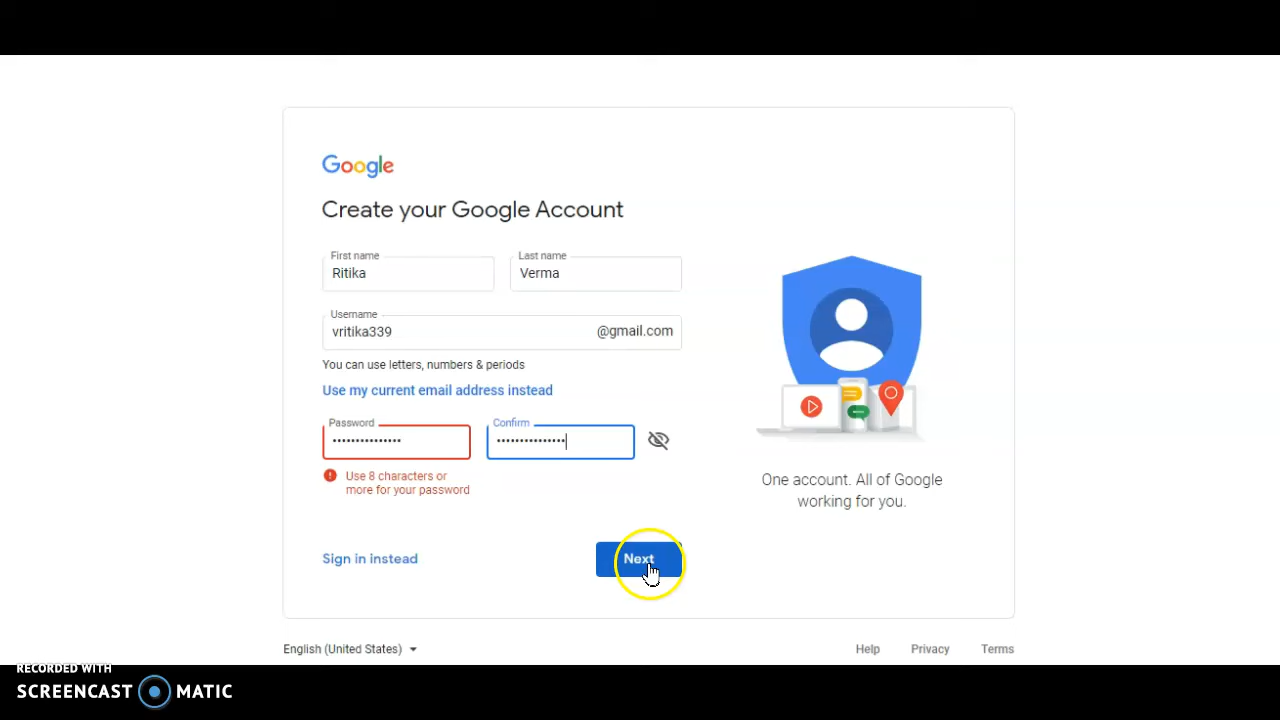 Google
Create your Google Account
First name
Last name
Ritika
Verma
Username
vritika339
@gmail.com
You can use letters, numbers & periods
Use my current email address instead
Password
Confirm
•••••••••••••••
•••••••••••••••
Use 8 characters or
more for your password
One account. All of Google
working for you.
Sign in instead
Next
English (United States)
Help
Privacy
Terms
RECORDED WITH
SCREENCAST MATIC